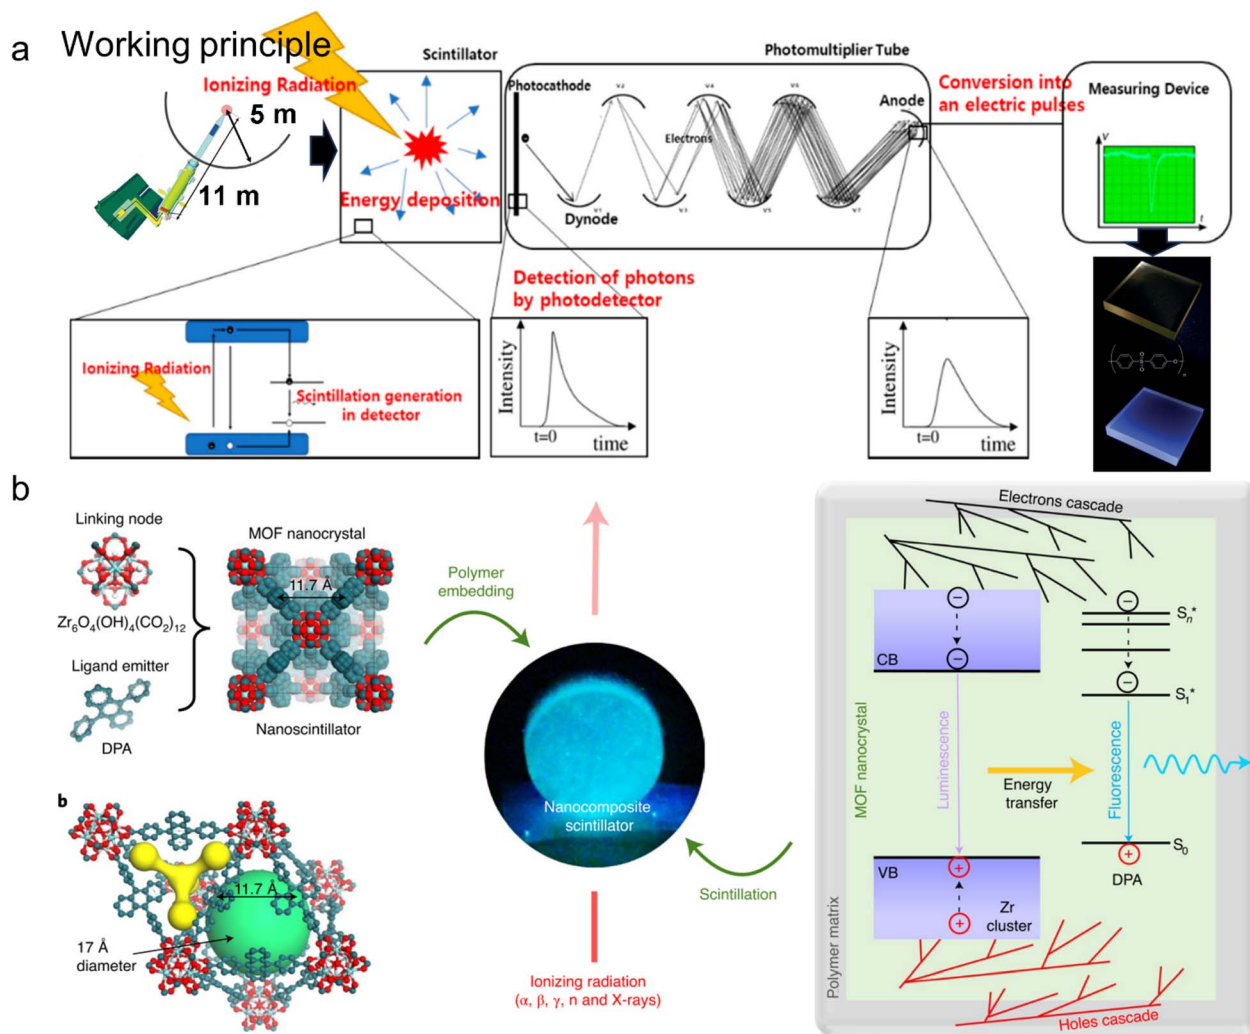 a
Working principle
Ionizing Radiation
5 m
11 m
Scintillator
Energy deposition
Photomultiplier Tube
Photocathode
Electrons
Dynode
Anode
Conversion into
an electric pulses
Measuring Device
V
t
Detection of photons
by photodetector
Ionizing Radiation
Scintillation generation
in detector
Intensity
t=0
time
Intensity
t=0
time
b
Linking node
Zr6O4(OH)4(CO2)12
Ligand emitter
DPA
MOF nanocrystal
11.7 Å
Nanoscintillator
Polymer
embedding
Nanocomposite
scintillator
Scintillation
Ionizing radiation
(α, β, γ, n and X-rays)
b
11.7 Å
17 Å
diameter
Polymer matrix
MOF nanocrystal
Electrons cascade
CB
Luminescence
VB
Zr
cluster
Energy
transfer
Sn*
S1*
Fluorescence
S0
DPA
Holes cascade